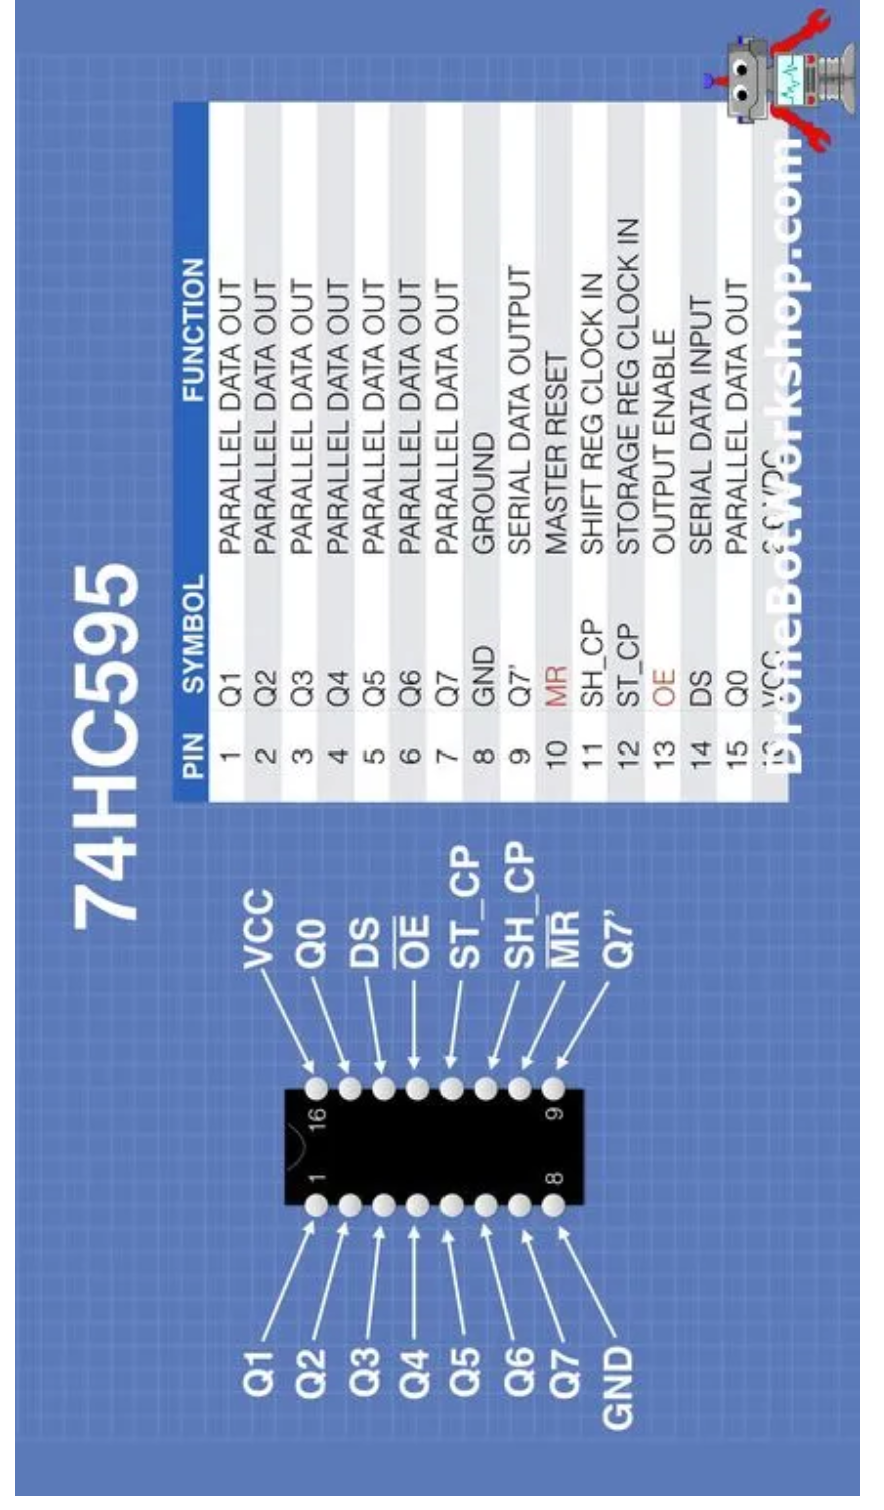 74HC595
Q1
Q2
Q3
Q4
Q5
Q6
Q7
GND
1
16
8
9
VCC
Q0
DS
OE
ST_CP
SH_CP
MR
Q7’
PIN SYMBOL FUNCTION
1 Q1 PARALLEL DATA OUT
2 Q2 PARALLEL DATA OUT
3 Q3 PARALLEL DATA OUT
4 Q4 PARALLEL DATA OUT
5 Q5 PARALLEL DATA OUT
6 Q6 PARALLEL DATA OUT
7 Q7 PARALLEL DATA OUT
8 GND GROUND
9 Q7’ SERIAL DATA OUTPUT
10 MR MASTER RESET
11 SH_CP SHIFT REG CLOCK IN
12 ST_CP STORAGE REG CLOCK IN
13 OE OUTPUT ENABLE
14 DS SERIAL DATA INPUT
15 Q0 PARALLEL DATA OUT
VCC
DroneBotWorkshop.com